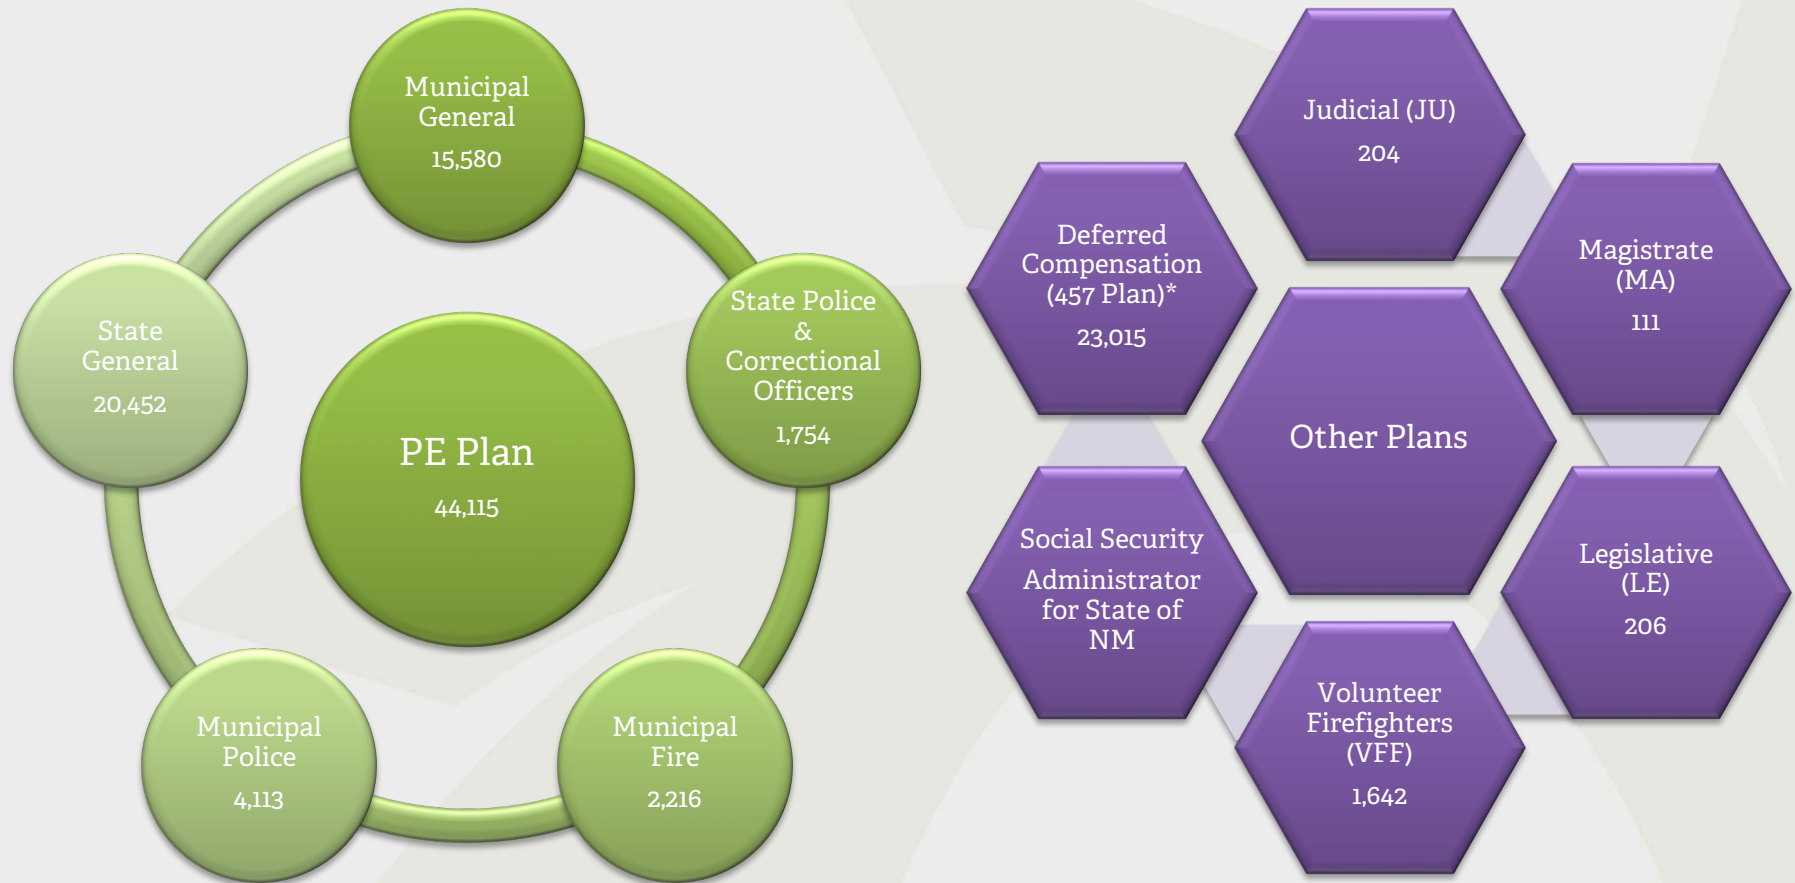 Municipal
General
15,580
State Police
&
Correctional
Officers
1,754
Municipal
Fire
2,216
Municipal
Police
4,113
State
General
20,452
PE Plan
44,115
Judicial (JU)
204
Magistrate
(MA)
111
Legislative
(LE)
206
Volunteer
Firefighters
(VFF)
1,642
Social Security
Administrator
for State of
NM
Deferred
Compensation
(457 Plan)*
23,015
Other Plans